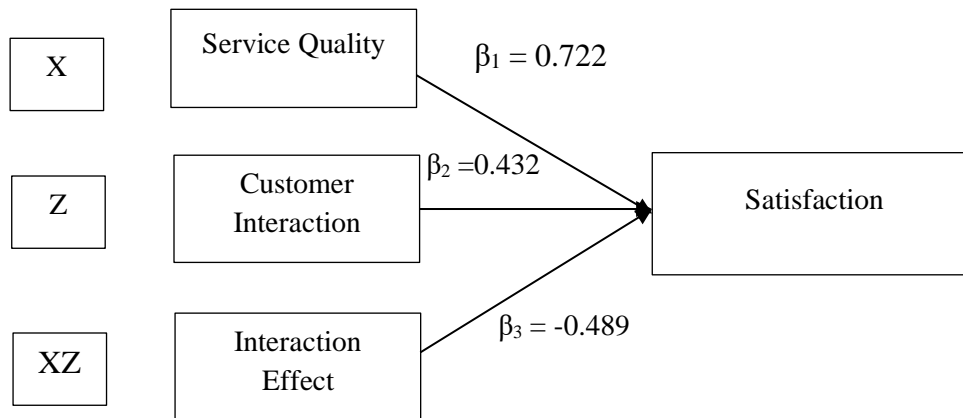 X
Service Quality
β₁ = 0.722
Z
Customer
Interaction
β₂ =0.432
Satisfaction
XZ
Interaction
Effect
β₃ = -0.489